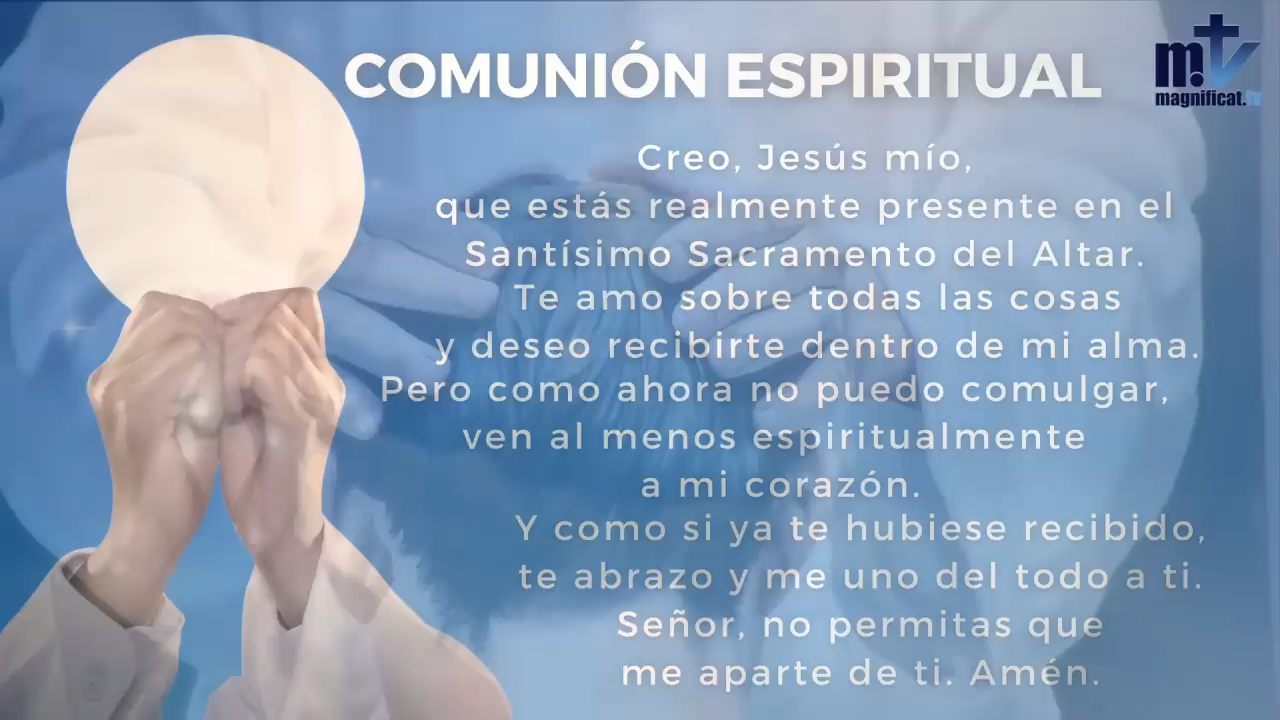 COMUNIÓN ESPIRITUAL
m.tv
magnificat.tv
Creo, Jesús mío,
que estás realmente presente en el
Santísimo Sacramento del Altar.
Te amo sobre todas las cosas
y deseo recibirte dentro de mi alma.
Pero como ahora no puedo comulgar,
ven al menos espiritualmente
a mi corazón.
Y como si ya te hubiese recibido,
te abrazo y me uno del todo a ti.
Señor, no permitas que
me aparte de ti. Amén.